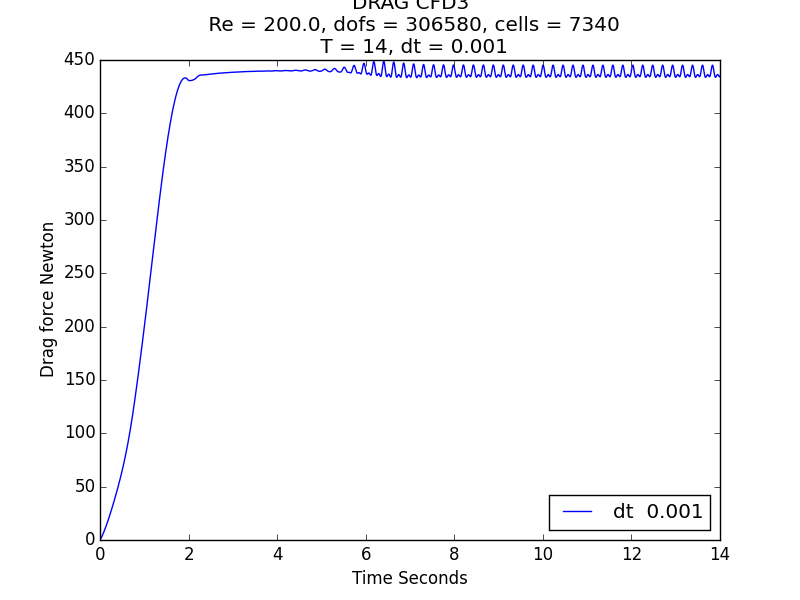 DRAG CFD3
Re = 200.0, dofs = 306580, cells = 7340
T = 14, dt = 0.001
450
400
350
300
250
200
150
100
50
0
Drag force Newton
0 2 4 6 8 10 12 14
Time Seconds
dt 0.001